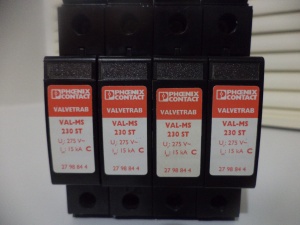 PHOENIX CONTACT
VALVETRAB
VAL-MS
230 ST
Uc 275 V~
In 15 kA C
27 98 84 4
PHOENIX CONTACT
VALVETRAB
VAL-MS
230 ST
Uc 275 V~
In 15 kA C
27 98 84 4
PHOENIX CONTACT
VALVETRAB
VAL-MS
230 ST
Uc 275 V~
In 15 kA C
27 98 84 4
PHOENIX CONTACT
VALVETRAB
VAL-MS
230 ST
Uc 275 V~
In 15 kA C
27 98 84 4